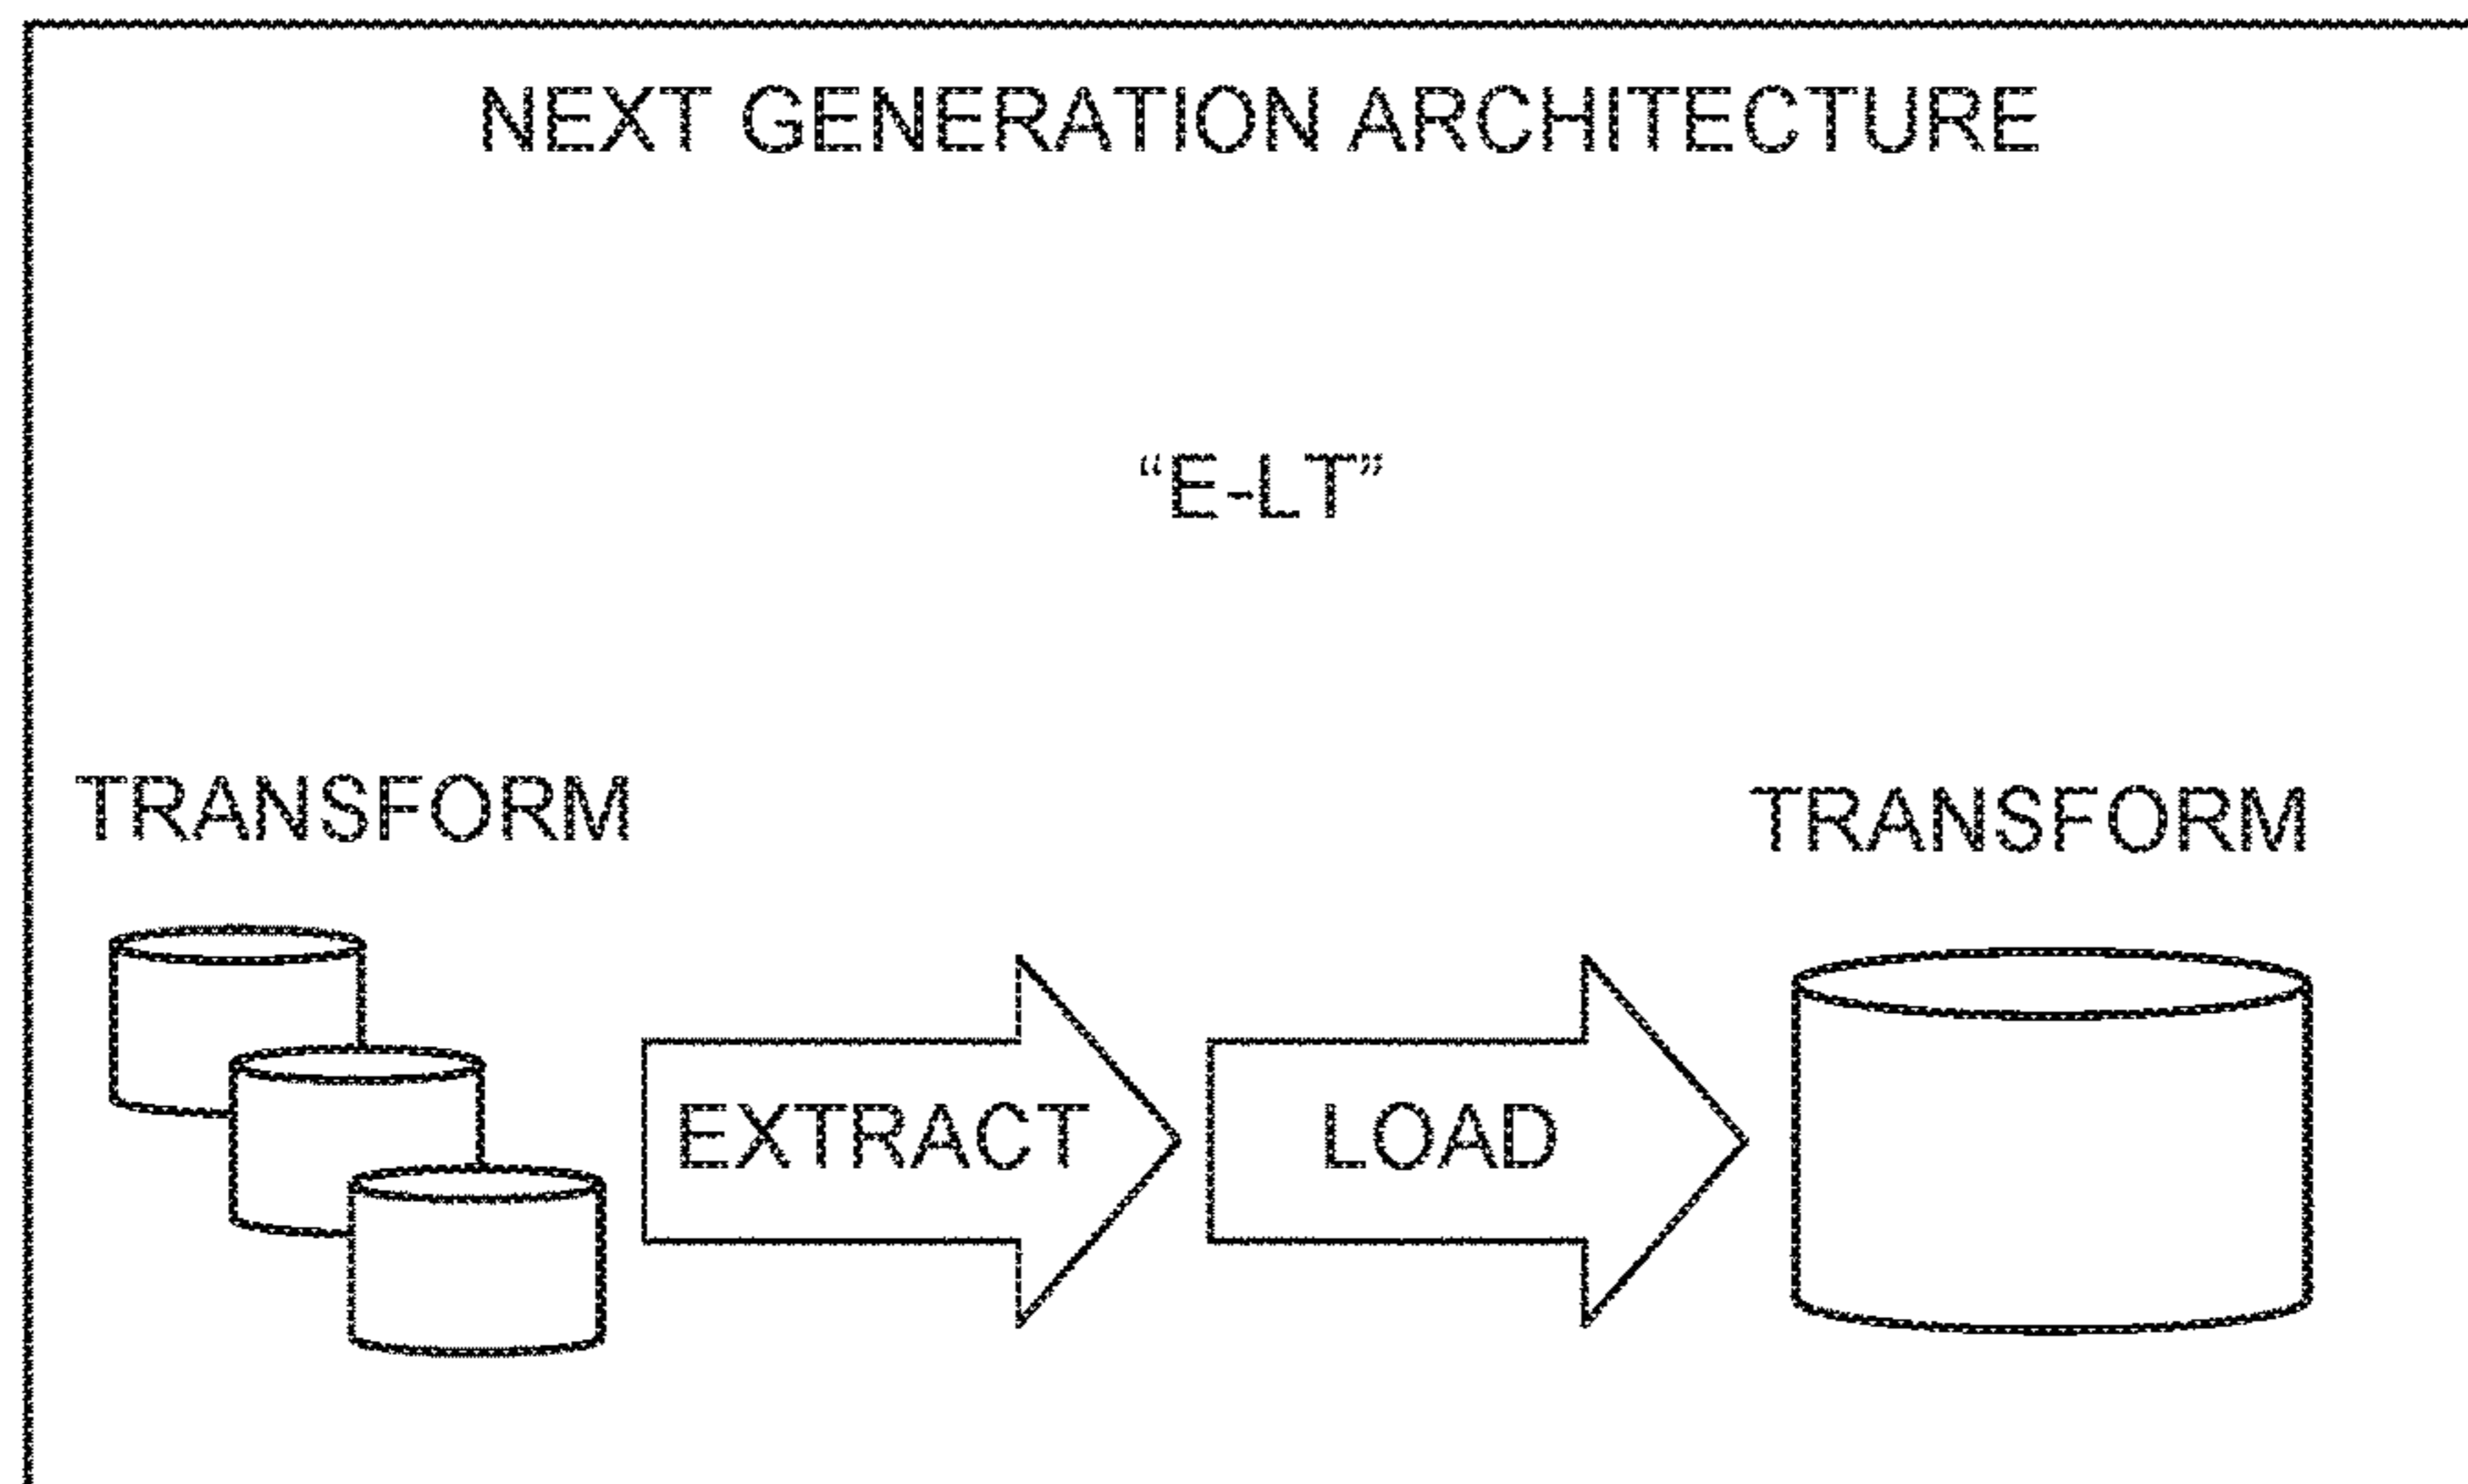 NEXT GENERATION ARCHITECTURE
“E-LT”
TRANSFORM TRANSFORM
EXTRACT LOAD